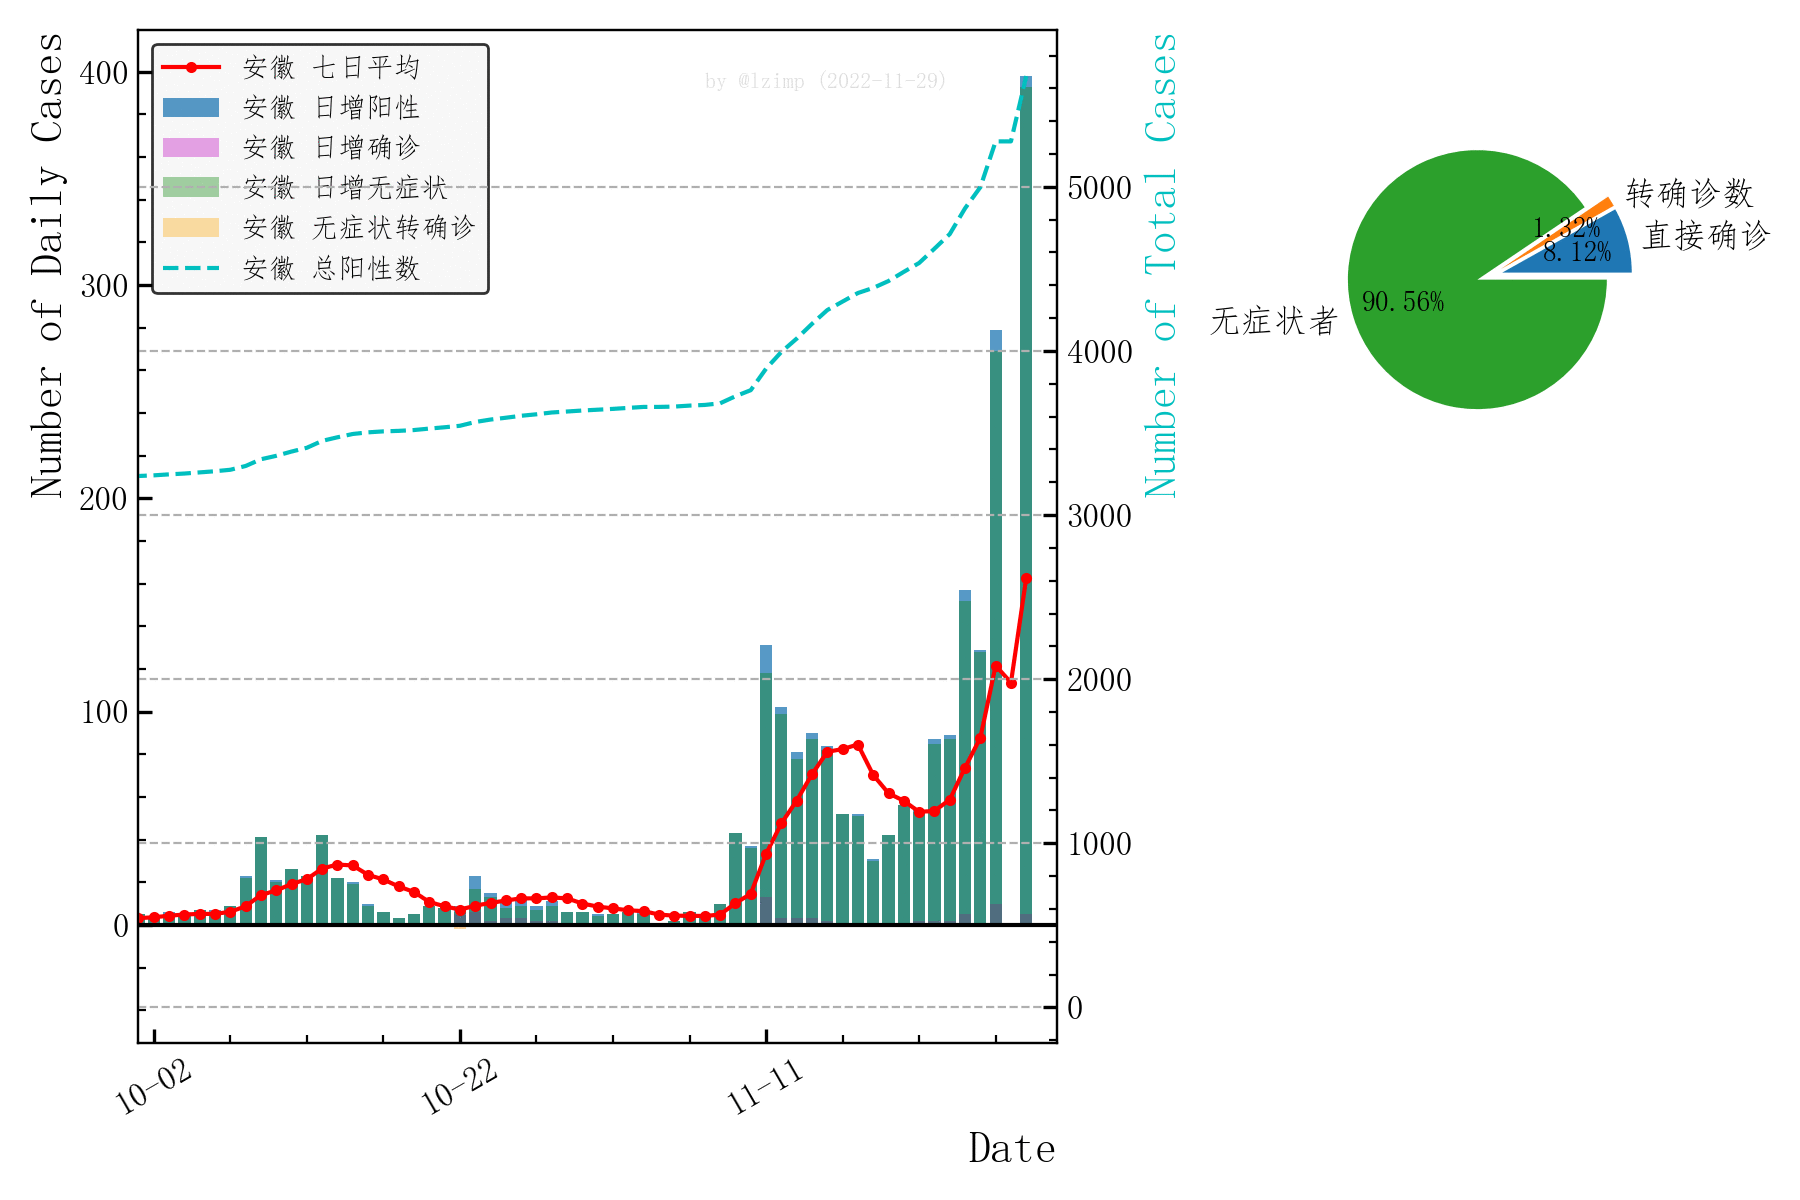 Number of Daily Cases
400
300
200
100
0
安徽 七日平均
安徽 日增阳性
安徽 日增确诊
安徽 日增无症状
安徽 无症状转确诊
安徽 总阳性数
by @lzimp (2022-11-29)
10-02
10-22
11-11
Date
5000
4000
3000
2000
1000
0
Number of Total Cases
转确诊数
1.32%
直接确诊
8.12%
90.56%
无症状者